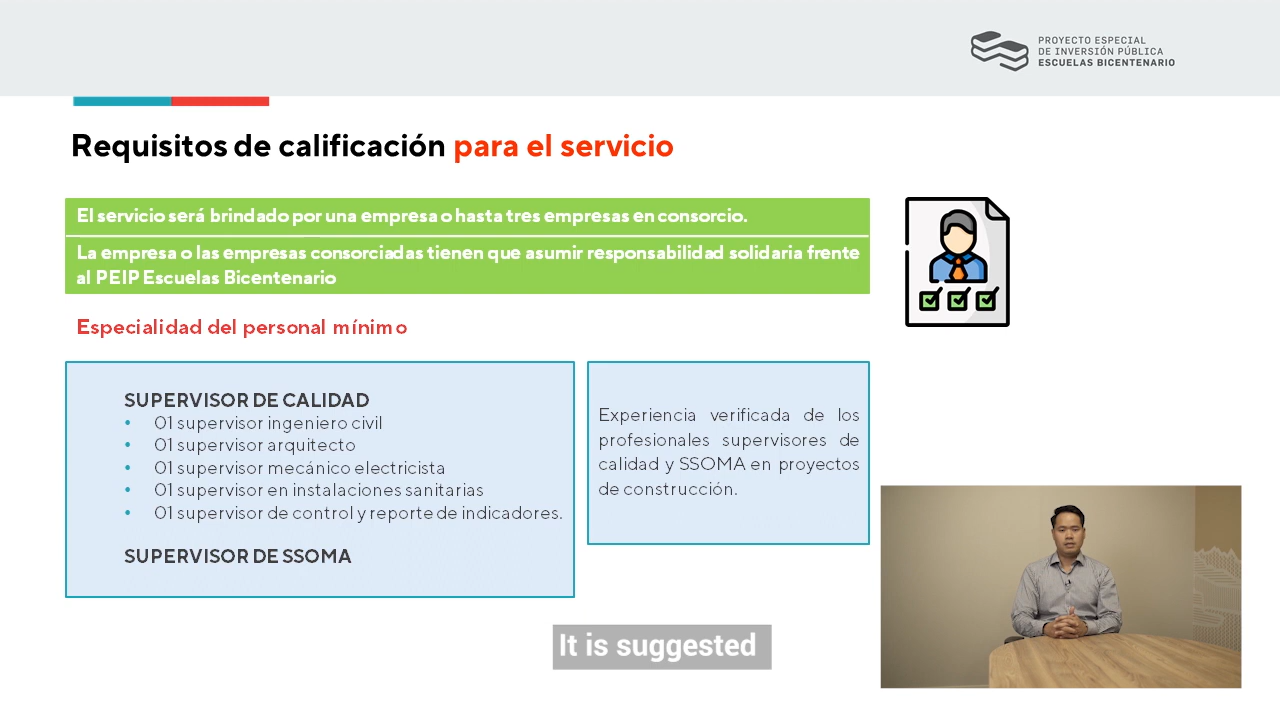 PROYECTO ESPECIAL
DE INVERSIÓN PÚBLICA
ESCUELAS BICENTENARIO
Requisitos de calificación para el servicio
El servicio será brindado por una empresa o hasta tres empresas en consorcio.
La empresa o las empresas consorciadas tienen que asumir responsabilidad solidaria frente
al PEIP Escuelas Bicentenario
Especialidad del personal mínimo
SUPERVISOR DE CALIDAD
• 01 supervisor ingeniero civil
• 01 supervisor arquitecto
• 01 supervisor mecánico electricista
• 01 supervisor en instalaciones sanitarias
• 01 supervisor de control y reporte de indicadores.
SUPERVISOR DE SSOMA
Experiencia verificada de los
profesionales supervisores de
calidad y SSOMA en proyectos
de construcción.
It is suggested